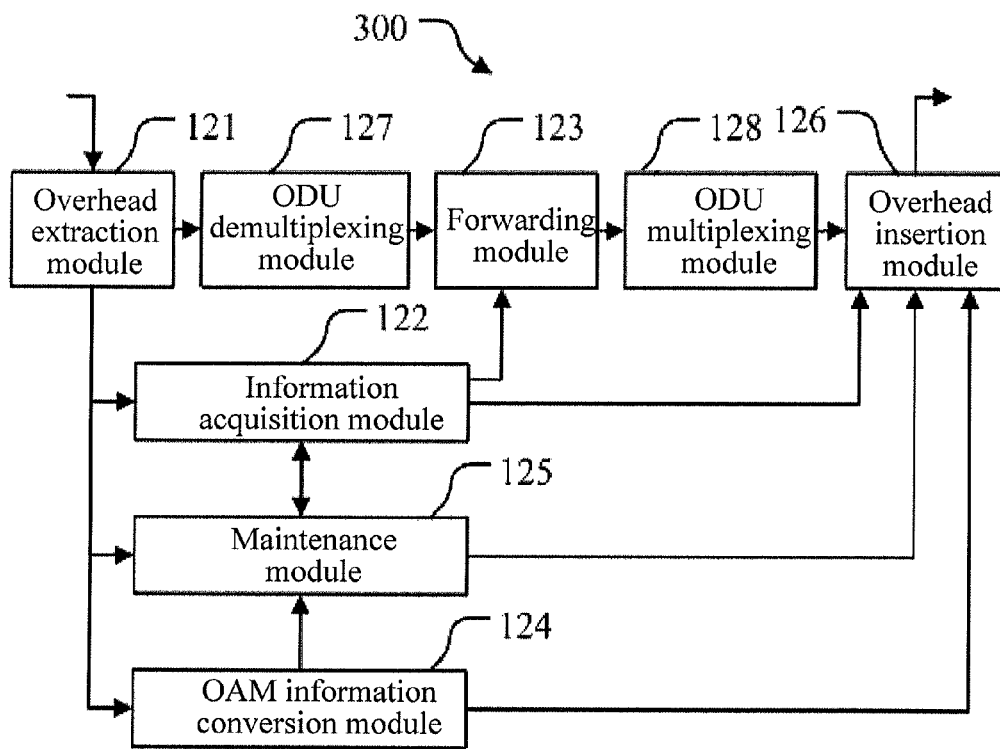 300
121
127
123
128
126
Overhead
extraction
module
ODU
demultiplexing
module
Forwarding
module
ODU
multiplexing
module
Overhead
insertion
module
122
Information
acquisition module
125
Maintenance
module
124
OAM information
conversion module